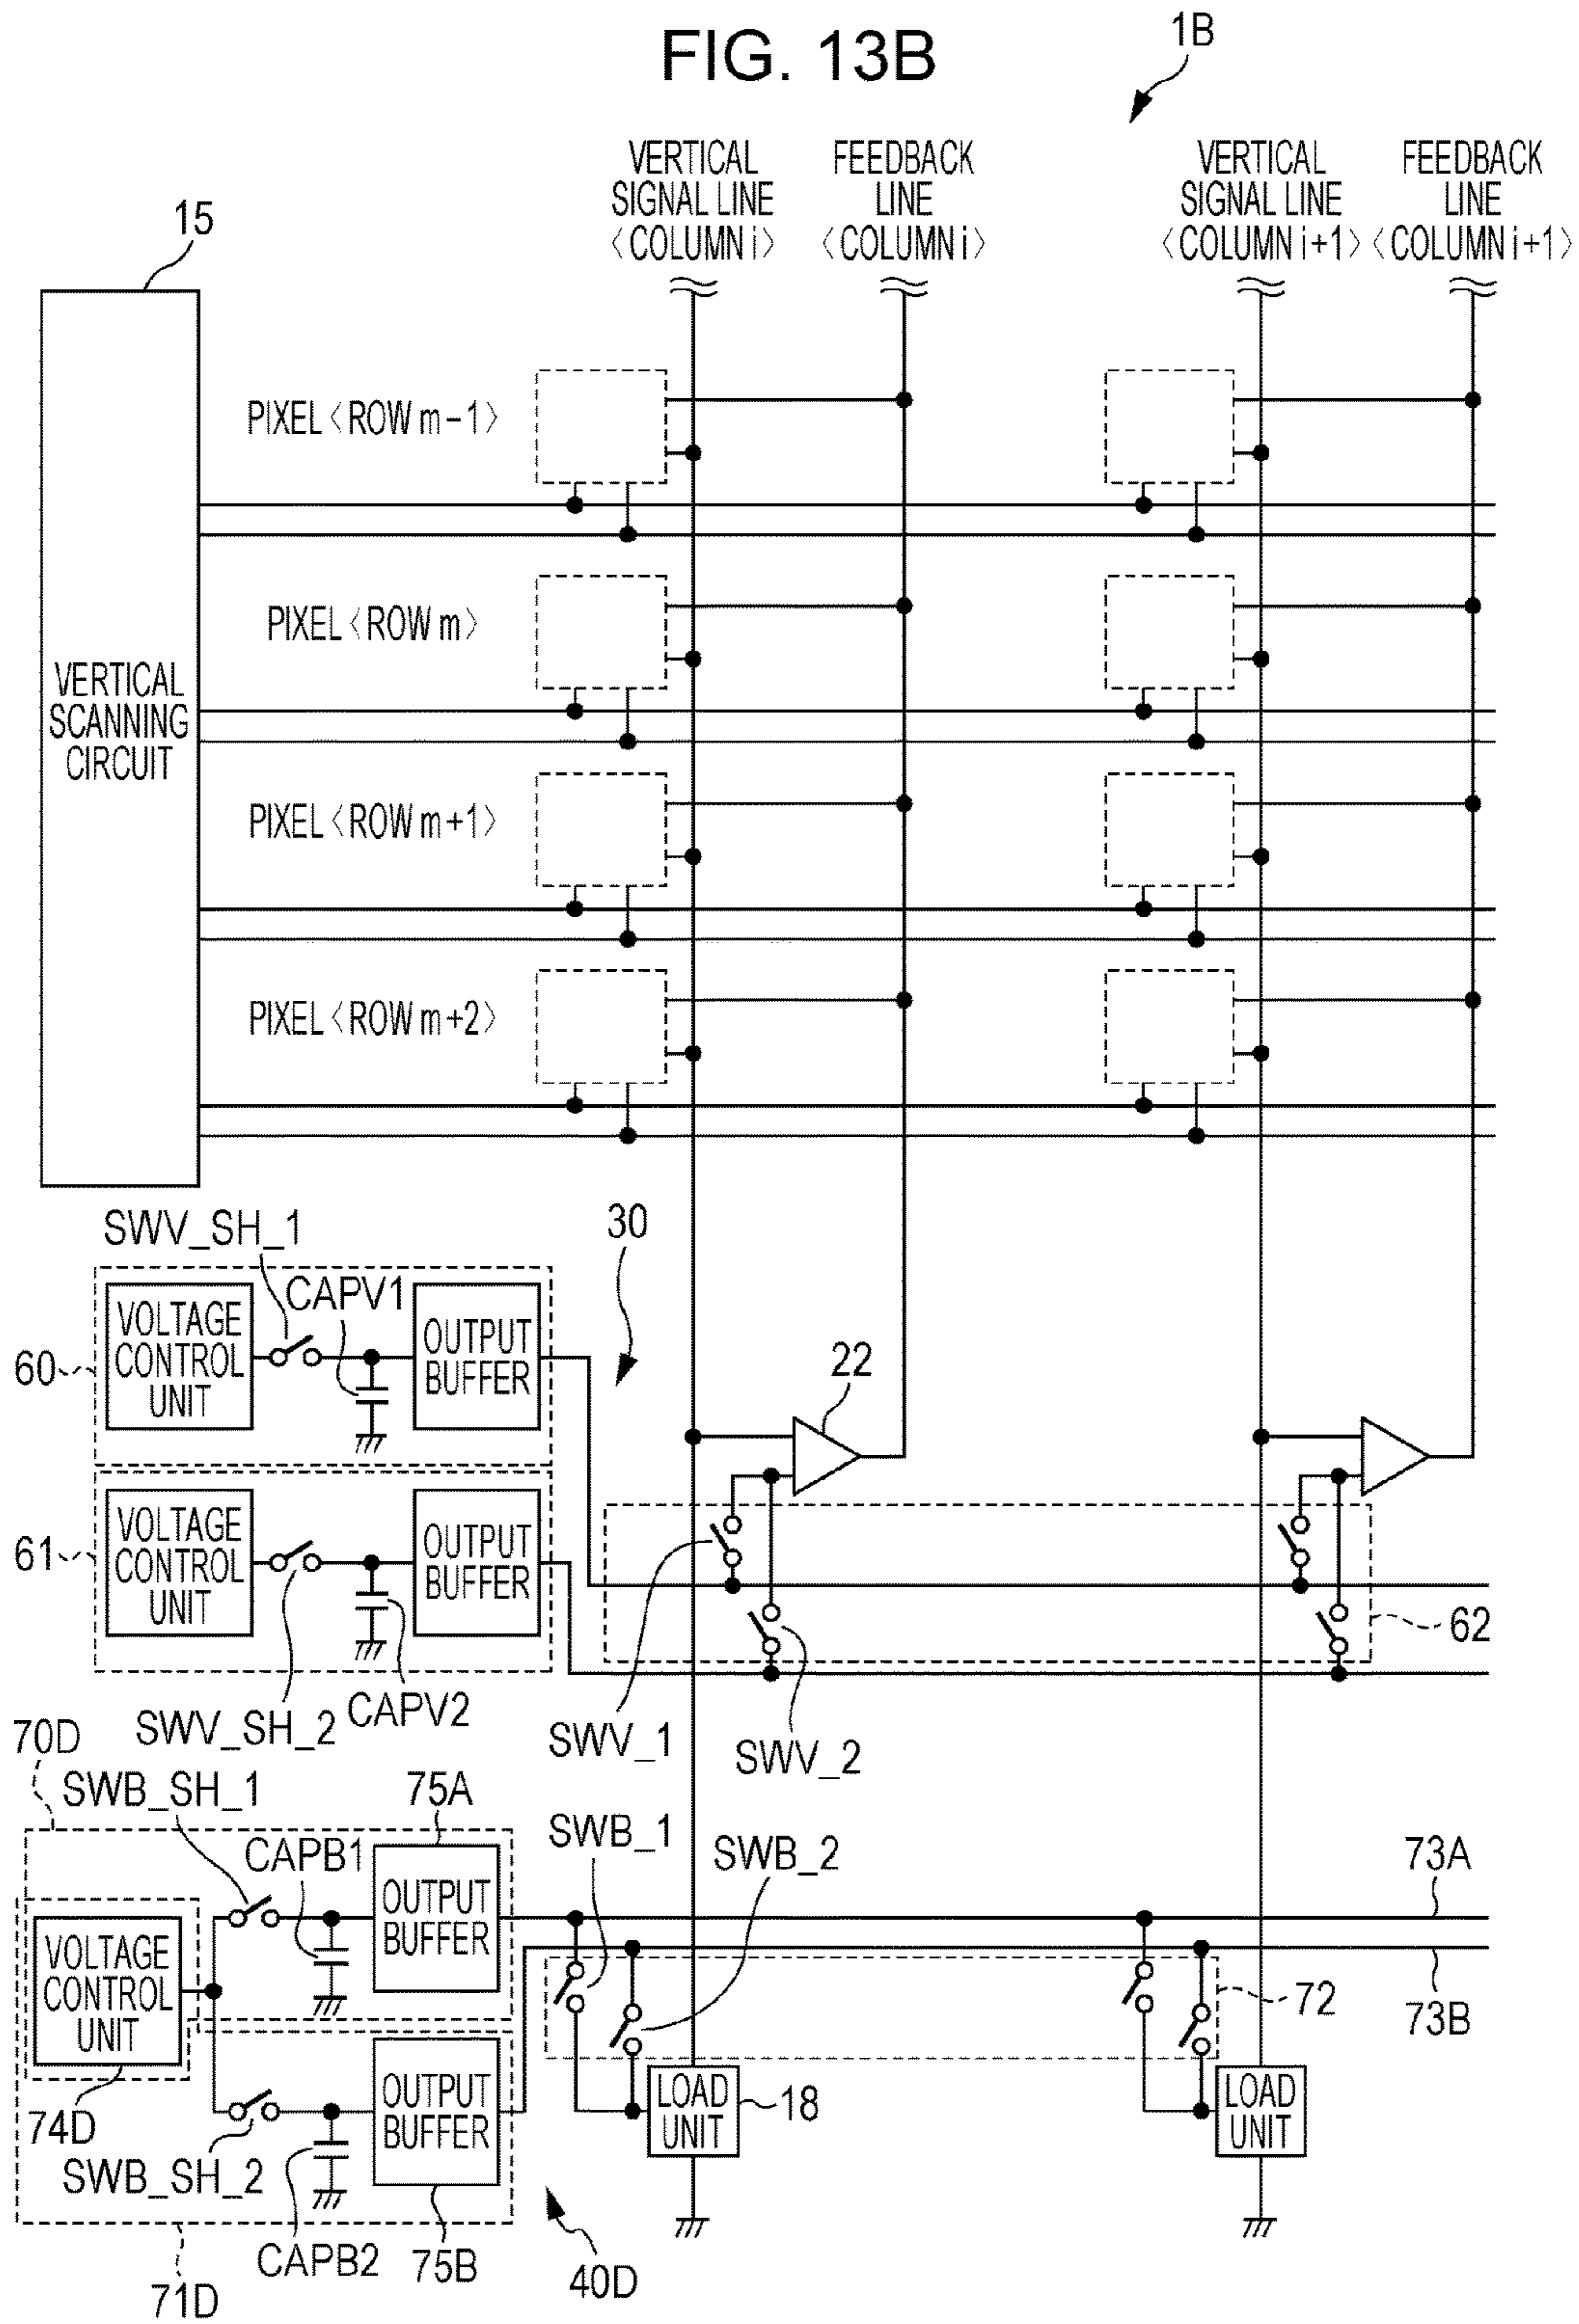 FIG. 13B
1B
VERTICAL
SIGNAL LINE
〈COLUMN i〉
FEEDBACK
LINE
〈COLUMN i〉
VERTICAL
SIGNAL LINE
〈COLUMN i+1〉
FEEDBACK
LINE
〈COLUMN i+1〉
15
VERTICAL
SCANNING
CIRCUIT
PIXEL〈ROW m−1〉
PIXEL〈ROW m〉
PIXEL〈ROW m+1〉
PIXEL〈ROW m+2〉
SWV_SH_1
30
CAPV1
VOLTAGE
CONTROL
UNIT
OUTPUT
BUFFER
60
22
VOLTAGE
CONTROL
UNIT
OUTPUT
BUFFER
61
62
SWV_SH_2
CAPV2
SWV_1
SWV_2
70D
SWB_SH_1
75A
CAPB1
SWB_1
SWB_2
73A
OUTPUT
BUFFER
VOLTAGE
CONTROL
UNIT
72
73B
74D
SWB_SH_2
OUTPUT
BUFFER
LOAD
UNIT
18
LOAD
UNIT
CAPB2
75B
71D
40D